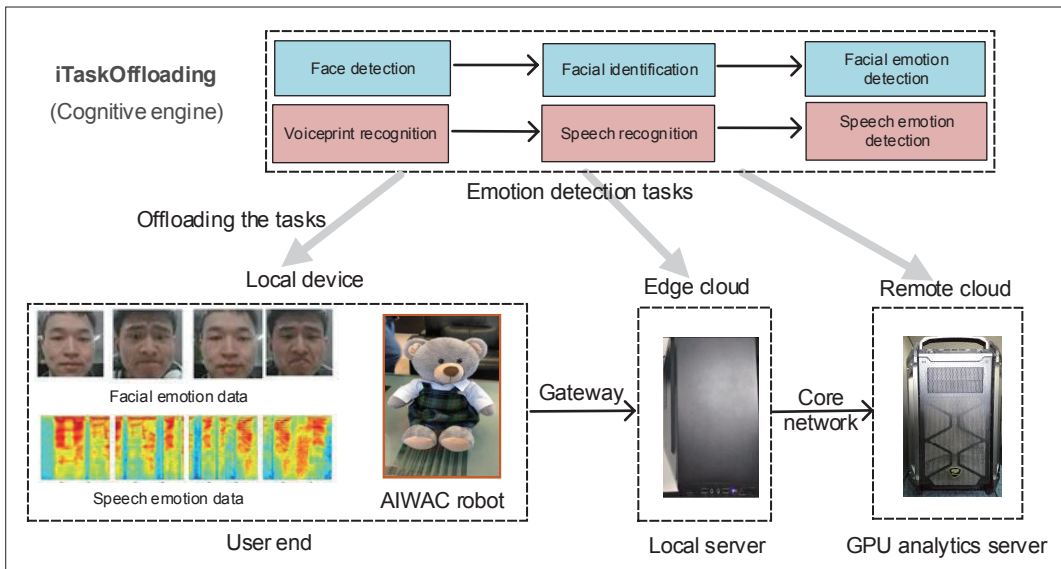 iTaskOffloading
(Cognitive engine)
Face detection
Facial identification
Facial emotion
detection
Voiceprint recognition
Speech recognition
Speech emotion
detection
Emotion detection tasks
Offloading the tasks
Local device
Edge cloud
Remote cloud
Facial emotion data
Speech emotion data
AIWAC robot
Gateway
Core
network
User end
Local server
GPU analytics server